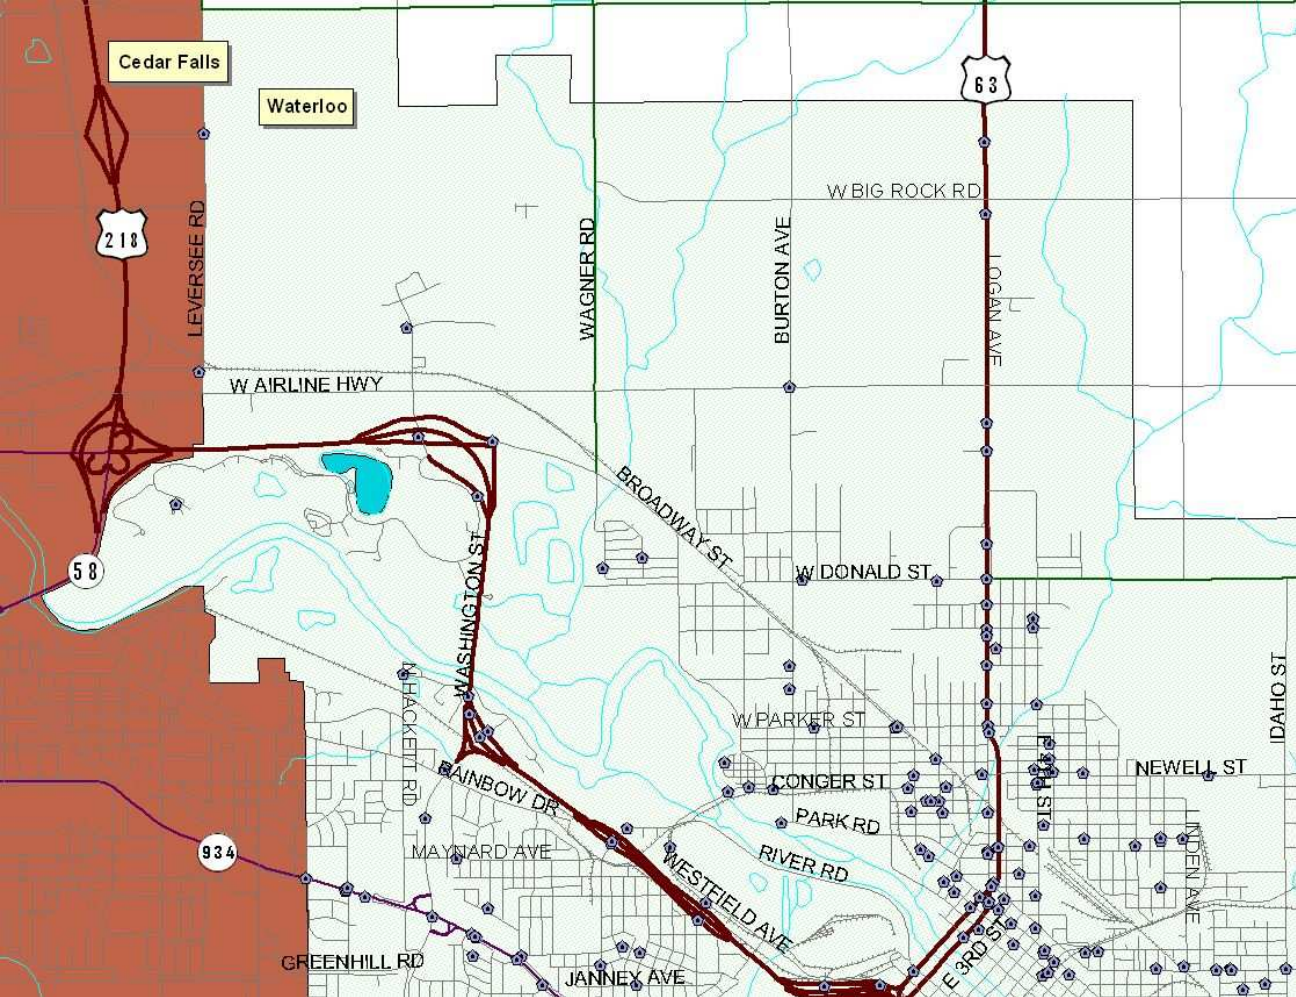 Cedar Falls
63
Waterloo
W BIG ROCK RD
218
LEVERSEE RD
WAGNER RD
BURTON AVE
LOGAN AVE
W AIRLINE HWY
BROADWAY ST
58
W DONALD ST
WASHINGTON ST
N HACKETT RD
W PARKER ST
IDAHO ST
RAINBOW DR
CONGER ST
NEWELL ST
PARK RD
LINDEN AVE
934
MAYNARD AVE
RIVER RD
WESTFIELD AVE
GREENHILL RD
E 3RD ST
JANNEY AVE